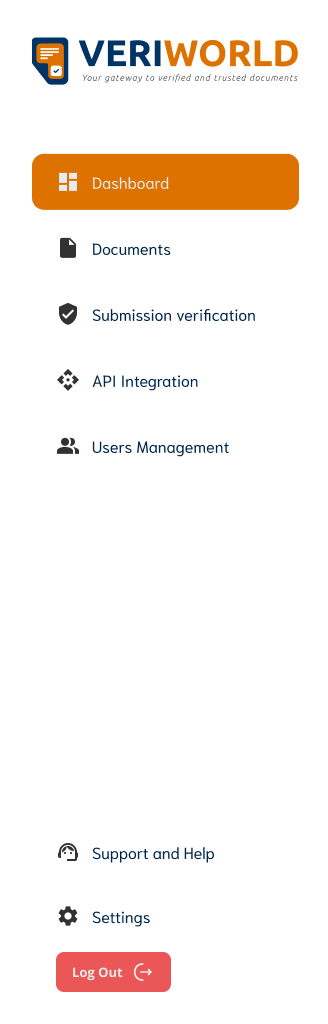 VERIWORLD
Your gateway to verified and trusted documents
Dashboard
Documents
Submission verification
API Integration
Users Management
Support and Help
Settings
Log Out